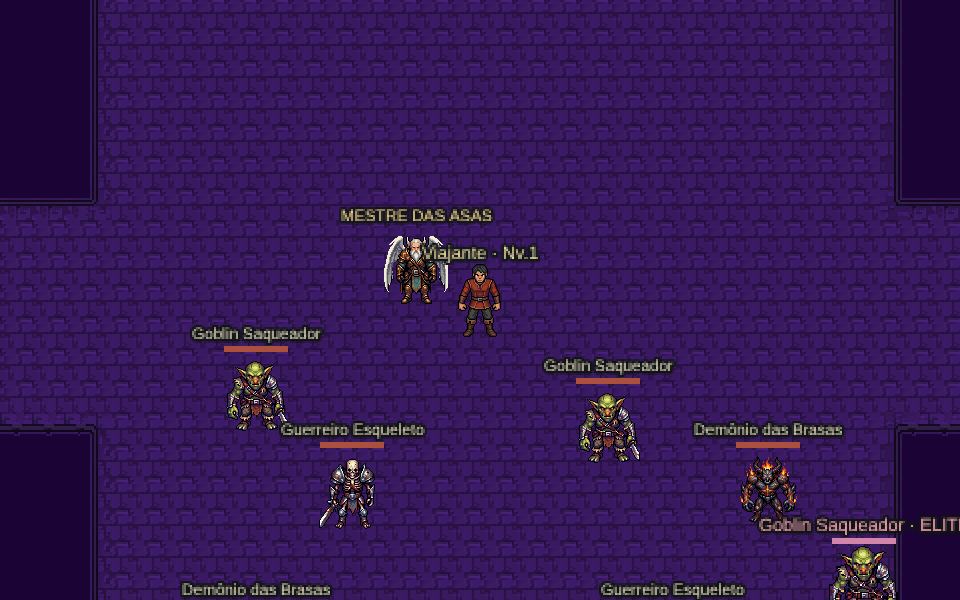 MESTRE DAS ASAS
Viajante · Nv.1
Goblin Saqueador
Goblin Saqueador
Guerreiro Esqueleto
Demônio das Brasas
Goblin Saqueador · ELIT
Demônio das Brasas
Guerreiro Esqueleto